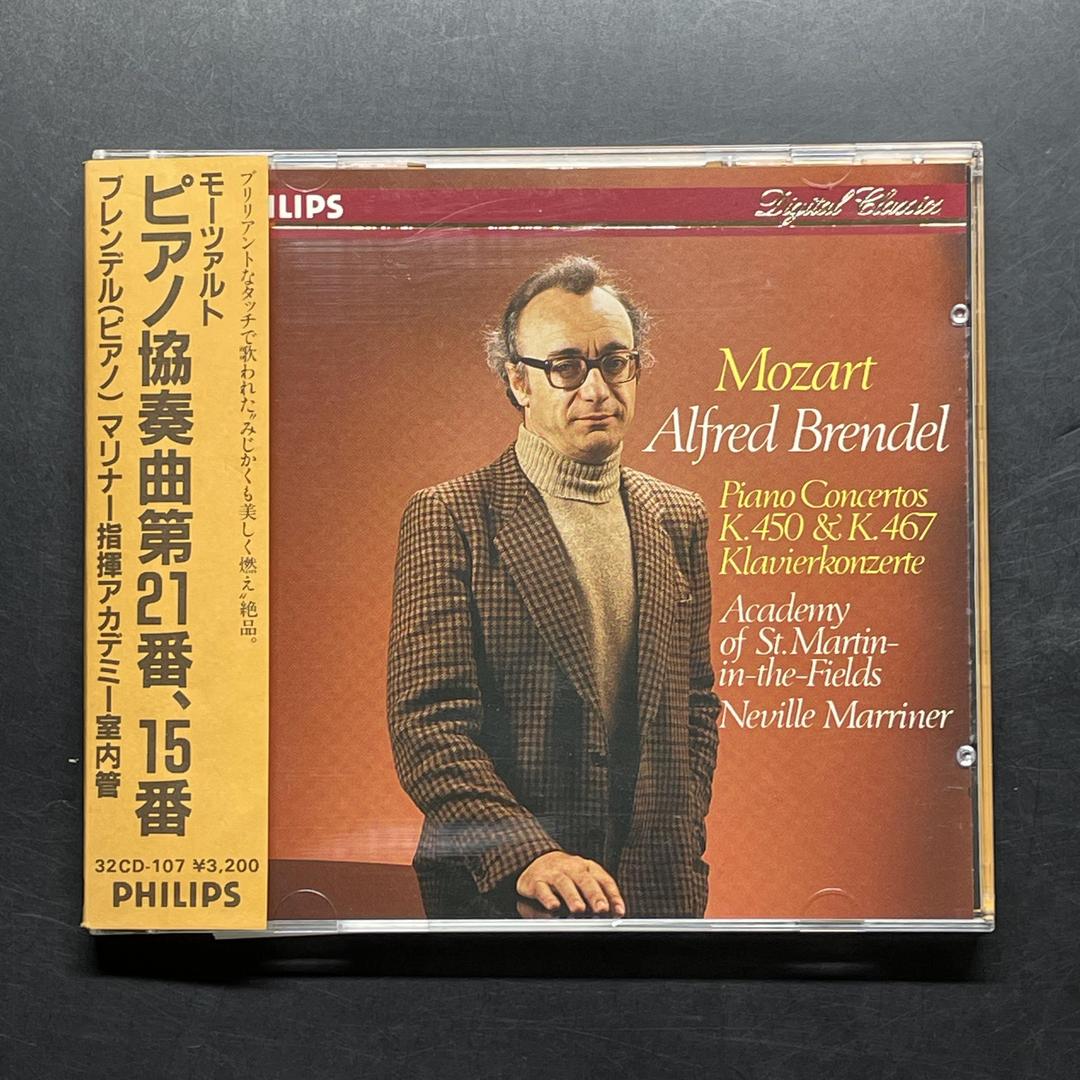 ブリリアントなタッチで歌われた〝みじかくも美しく燃え〟絶品。
モーツァルト
ピアノ協奏曲第21番、15番
ブレンデル(ピアノ) マリナー指揮アカデミー室内管
32CD-107 ¥3,200
PHILIPS
ILIPS
Digital Classics
Mozart
Alfred Brendel
Piano Concertos
K.450 & K.467
Klavierkonzerte
Academy
of St. Martin-
in-the-Fields
Neville Marriner